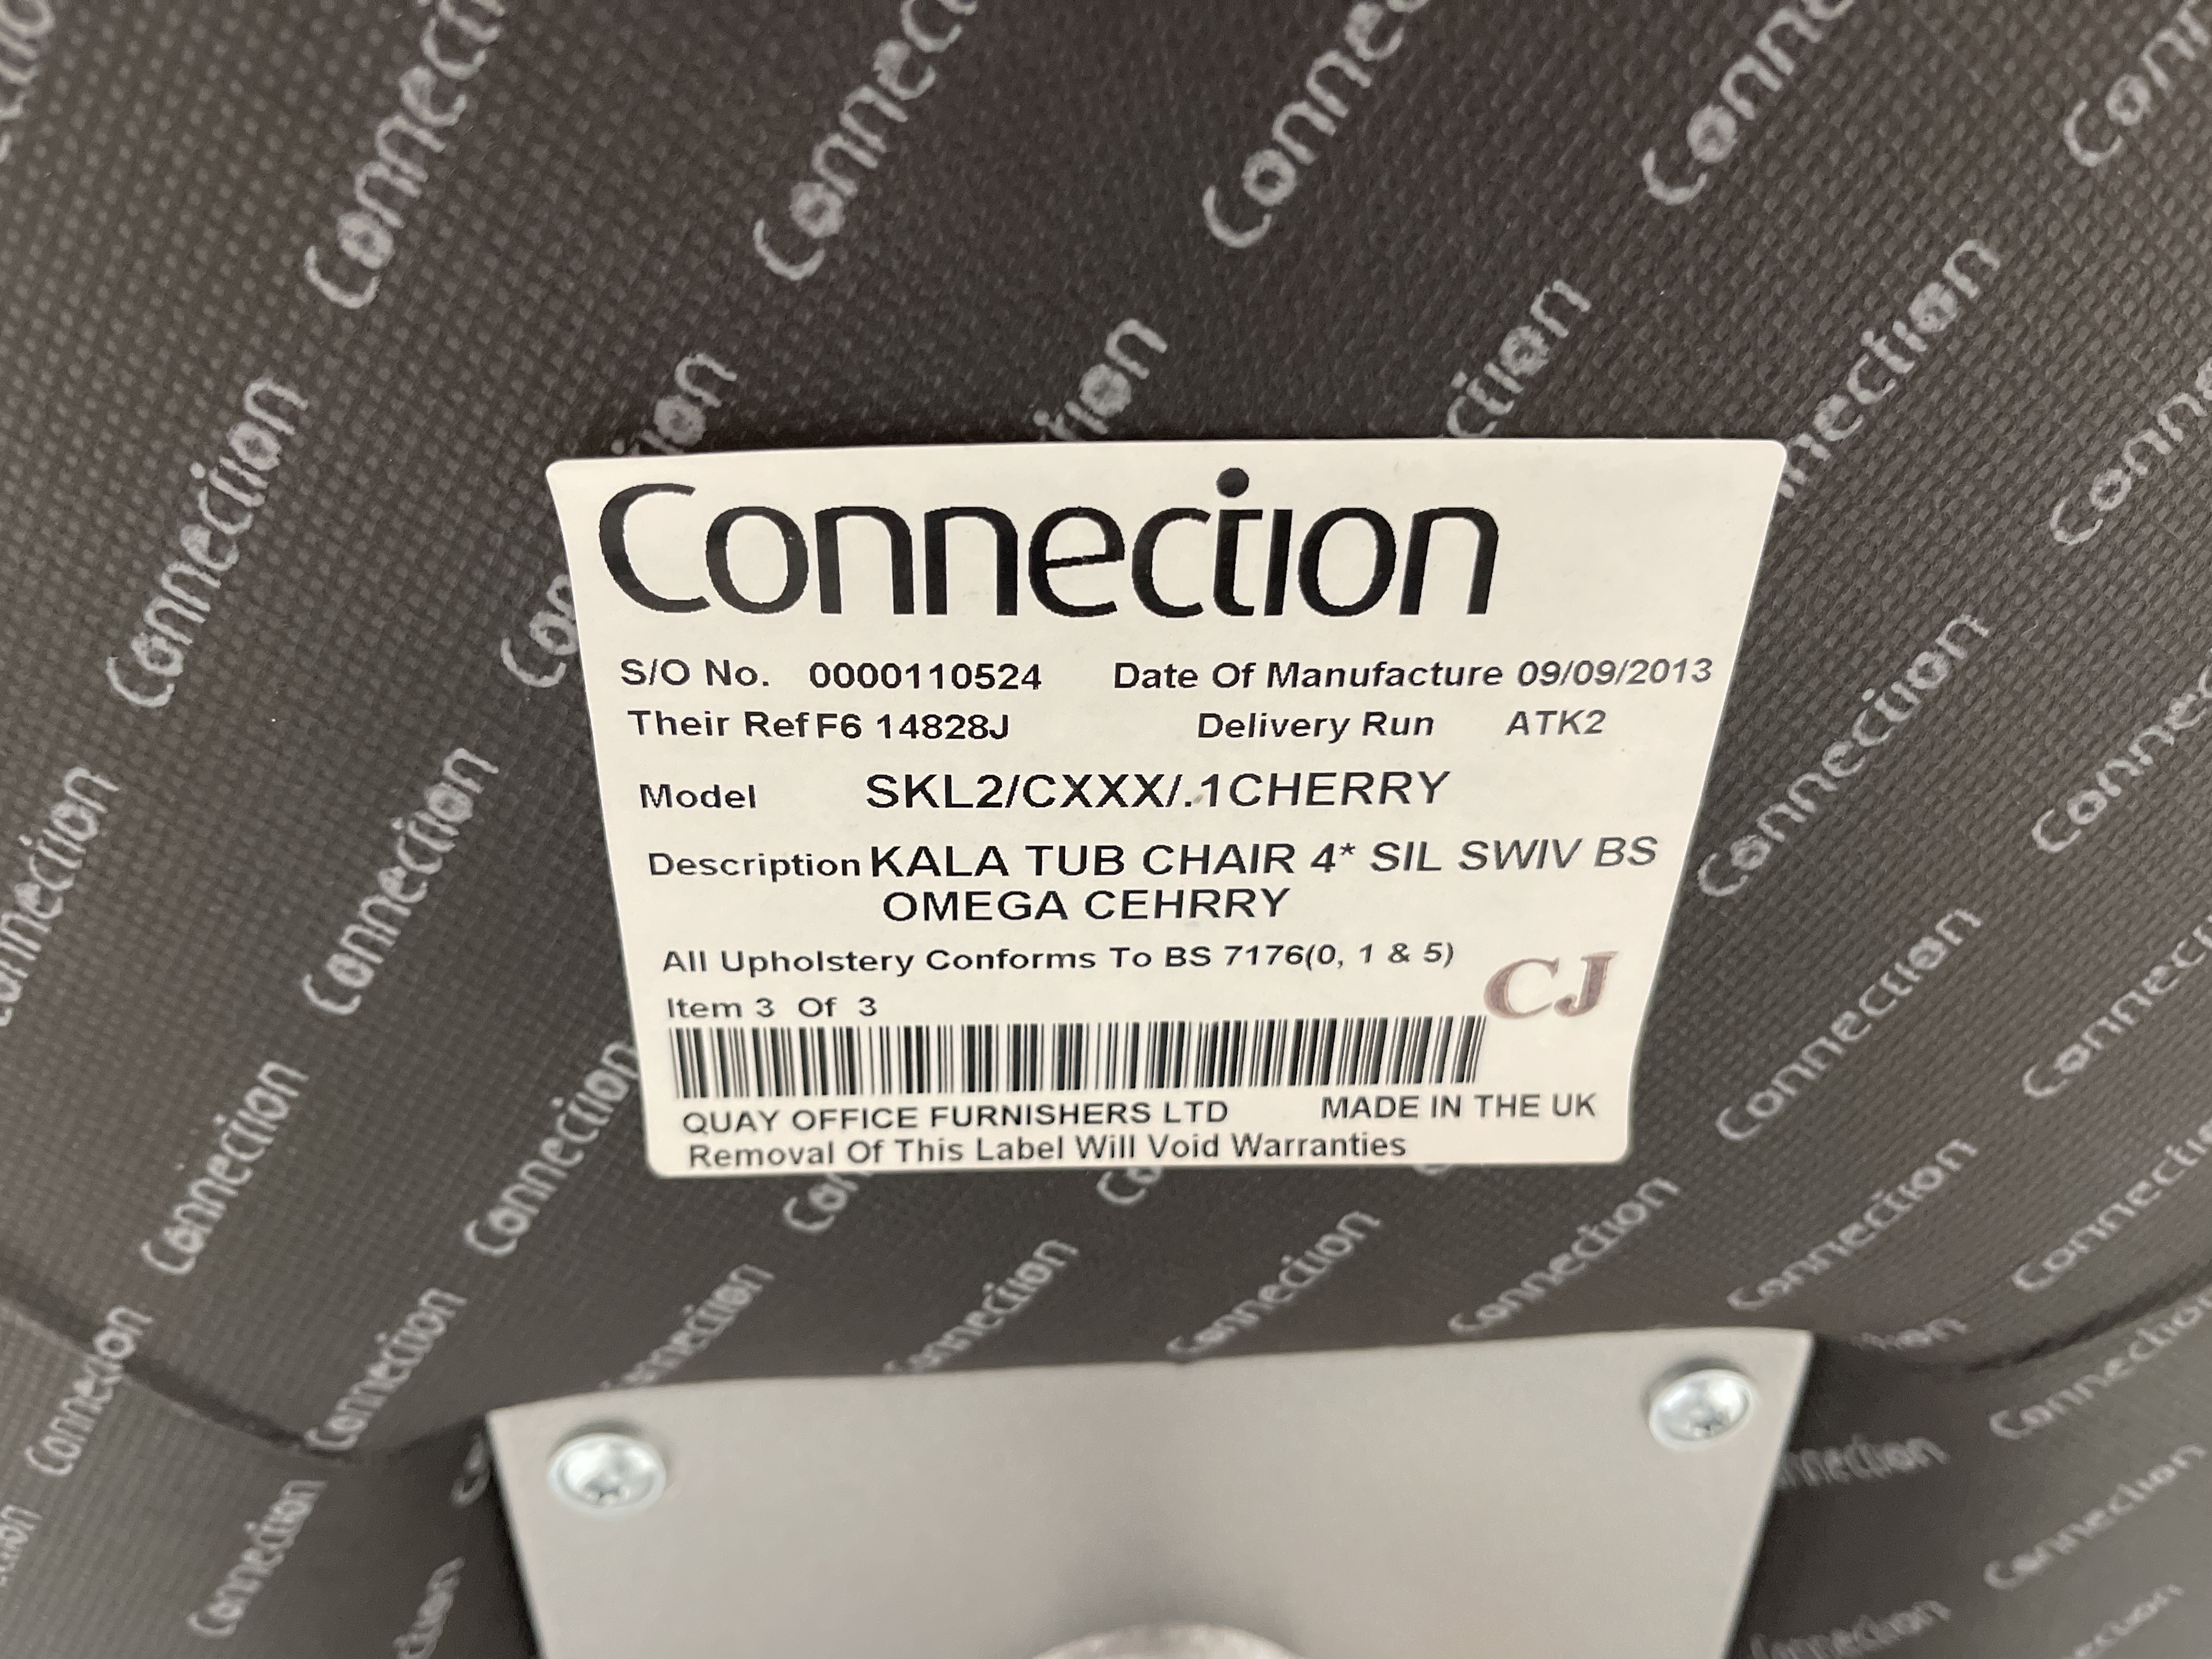 Connection
S/O No. 0000110524 Date Of Manufacture 09/09/2013
Their Ref F6 14828J Delivery Run ATK2
Model SKL2/CXXX/.1CHERRY
Description KALA TUB CHAIR 4* SIL SWIV BS
OMEGA CEHRRY
All Upholstery Conforms To BS 7176(0, 1 & 5)
CJ
Item 3 Of 3
QUAY OFFICE FURNISHERS LTD MADE IN THE UK
Removal Of This Label Will Void Warranties